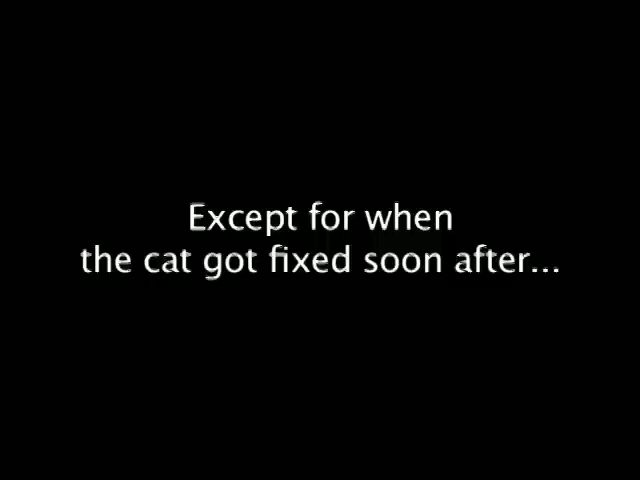 Except for when
the cat got fixed soon after...